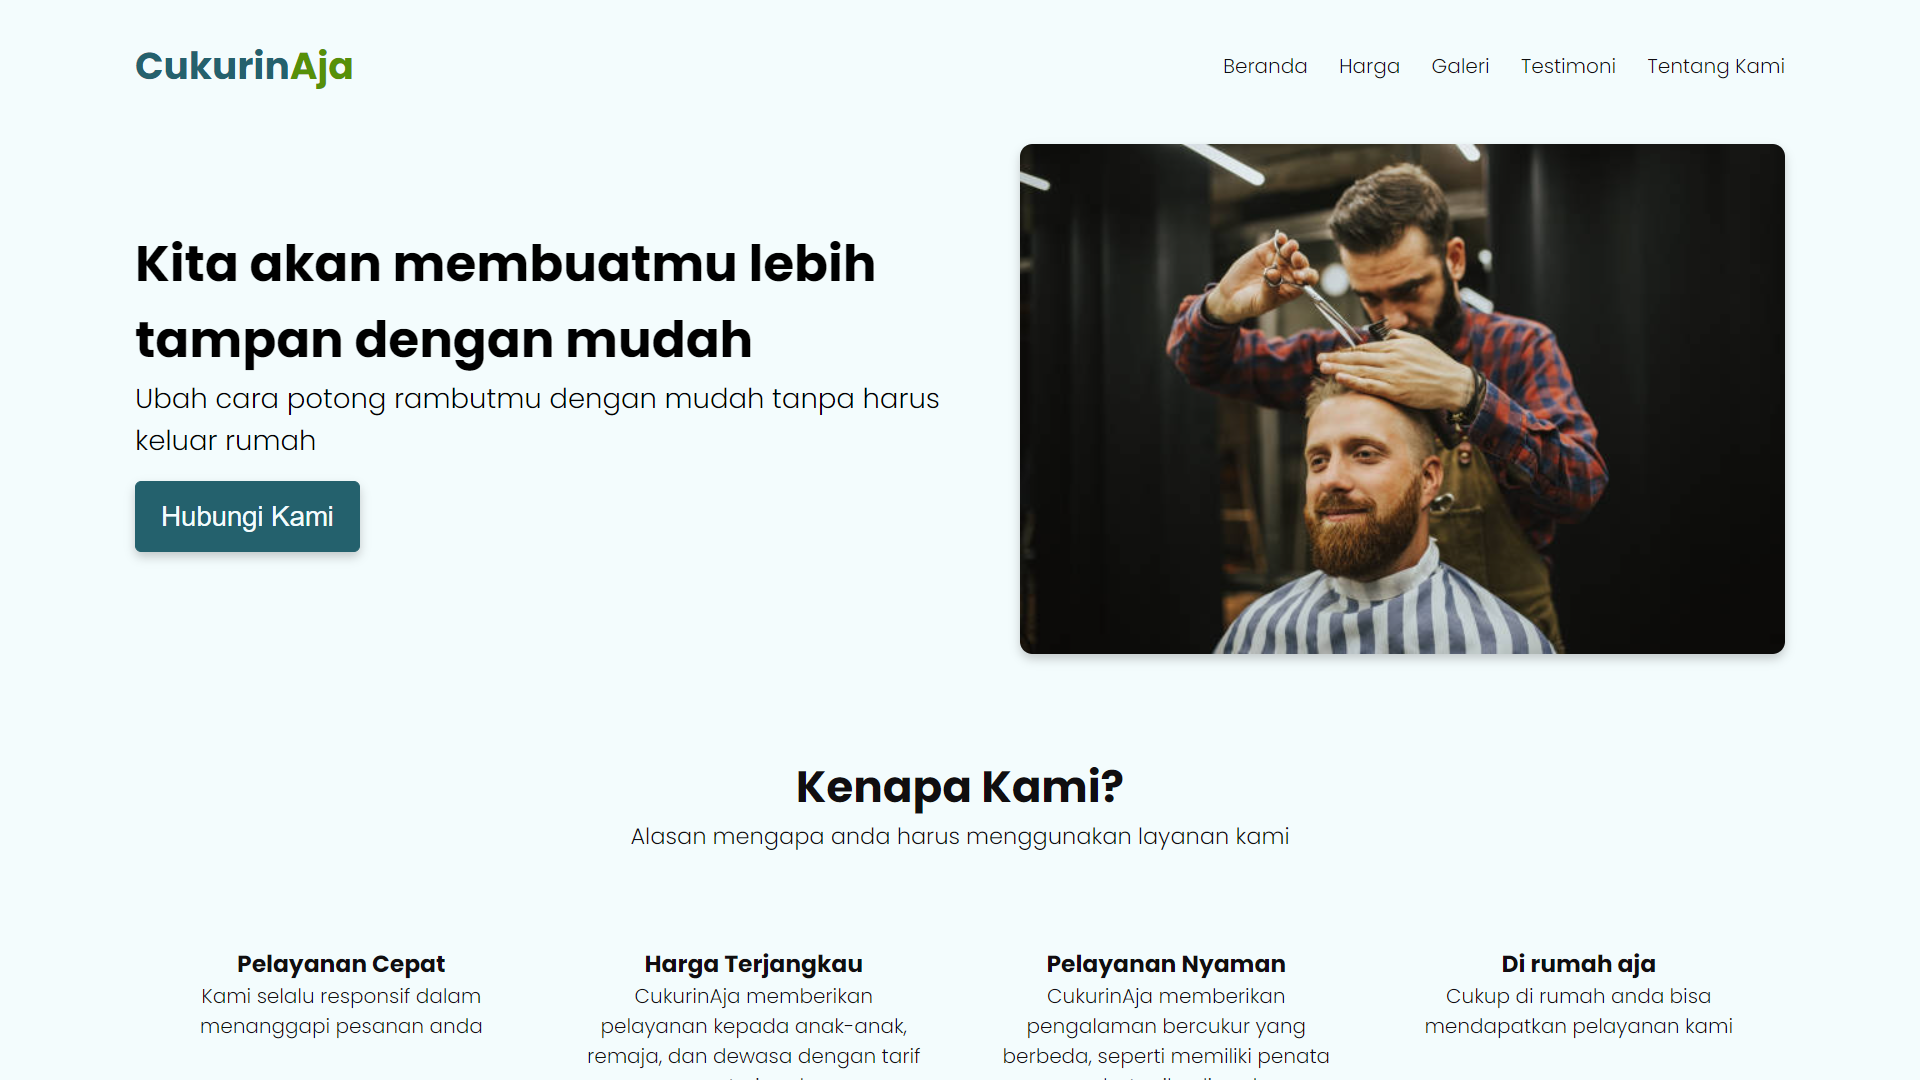 CukurinAja
Beranda Harga Galeri Testimoni Tentang Kami
Kita akan membuatmu lebih
tampan dengan mudah
Ubah cara potong rambutmu dengan mudah tanpa harus
keluar rumah
Hubungi Kami
Kenapa Kami?
Alasan mengapa anda harus menggunakan layanan kami
Pelayanan Cepat
Kami selalu responsif dalam
menanggapi pesanan anda
Harga Terjangkau
CukurinAja memberikan
pelayanan kepada anak-anak,
remaja, dan dewasa dengan tarif
Pelayanan Nyaman
CukurinAja memberikan
pengalaman bercukur yang
berbeda, seperti memiliki penata
Di rumah aja
Cukup di rumah anda bisa
mendapatkan pelayanan kami